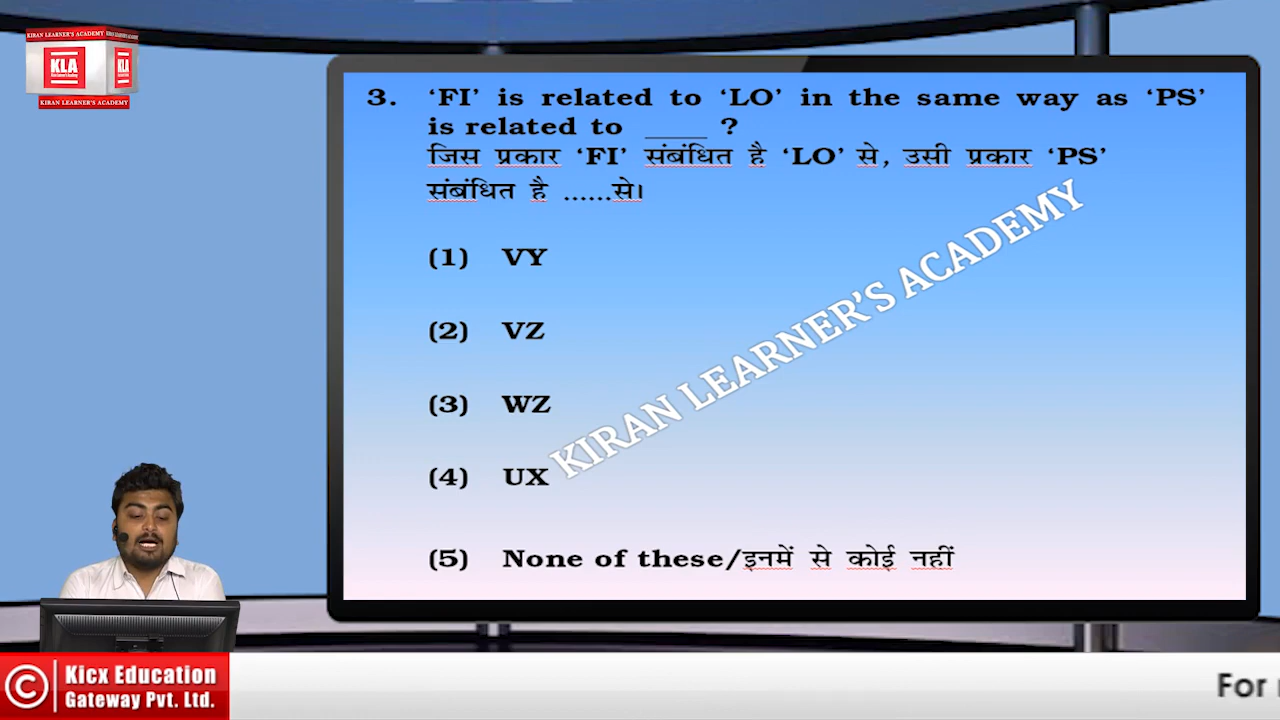 KIRAN LEARNER'S ACADEMY
KLA
KLA
KIRAN LEARNER'S ACADEMY
3. ‘FI’ is related to ‘LO’ in the same way as ‘PS’
is related to ____ ?
जिस प्रकार ‘FI’ संबंधित है ‘LO’ से, उसी प्रकार ‘PS’
संबंधित है ......से।
(1) VY
(2) VZ
(3) WZ
(4) UX
(5) None of these/इनमें से कोई नहीं
KIRAN LEARNER'S ACADEMY
© Kicx Education
Gateway Pvt. Ltd.
For